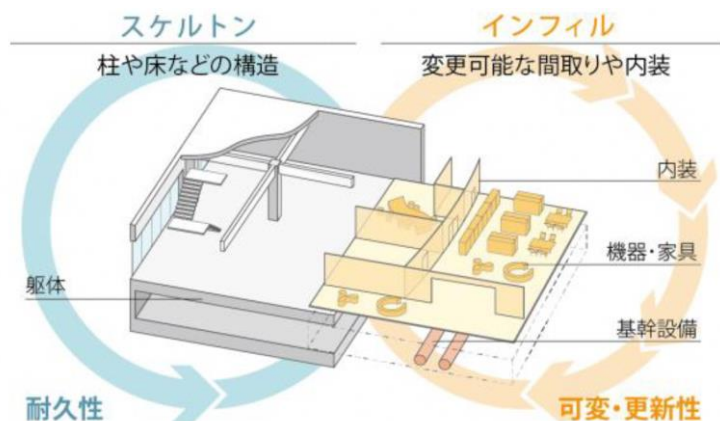 スケルトン
柱や床などの構造
インフィル
変更可能な間取りや内装
内装
機器・家具
躯体
基幹設備
耐久性
可変・更新性